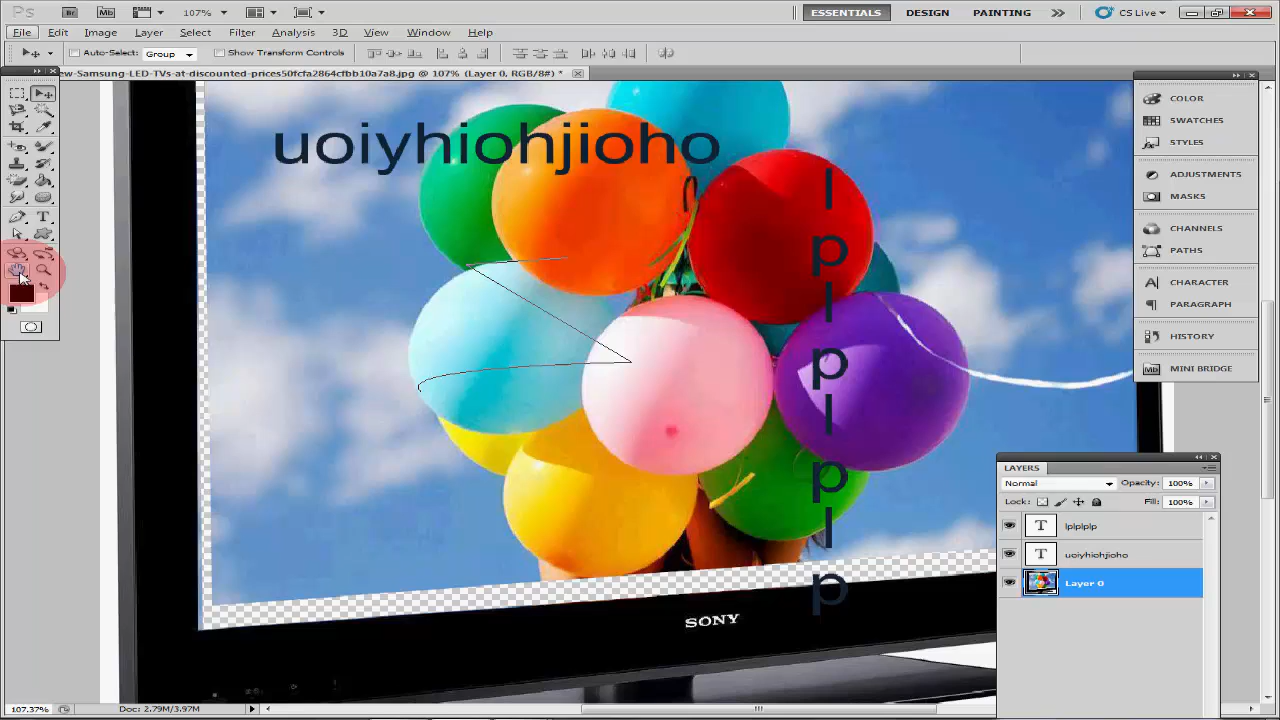 Ps Br Mb 107% ESSENTIALS DESIGN PAINTING CS Live
File Edit Image Layer Select Filter Analysis 3D View Window Help
Auto-Select: Group Show Transform Controls
ew-Samsung-LED-TVs-at-discounted-prices50fcfa2864cfbb10a7a8.jpg @ 107% (Layer 0, RGB/8#) *
COLOR
SWATCHES
STYLES
ADJUSTMENTS
MASKS
CHANNELS
PATHS
CHARACTER
PARAGRAPH
HISTORY
Mb MINI BRIDGE
uoiyhiohjioho
l
p
l
p
l
p
l
p
SONY
LAYERS
Normal Opacity: 100%
Lock: Fill: 100%
T lplplplp
T uoiyhiohjioho
Layer 0
107.37% Doc: 2.79M/3.97M